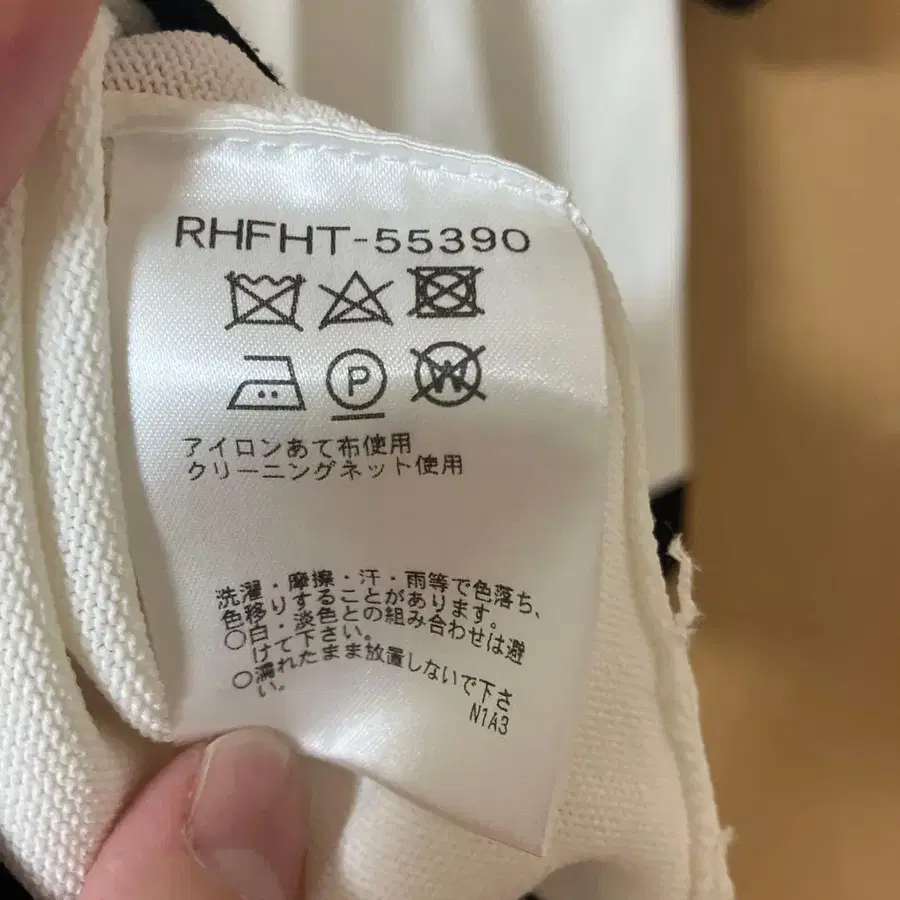 RHFHT-55390
P
W
アイロンあて布使用
クリーニングネット使用
洗濯・摩擦・汗・雨等で色落ち、
色移りすることがあります。
○白・淡色との組み合わせは避
けて下さい。
○濡れたまま放置しないで下さ
い。
N1A3